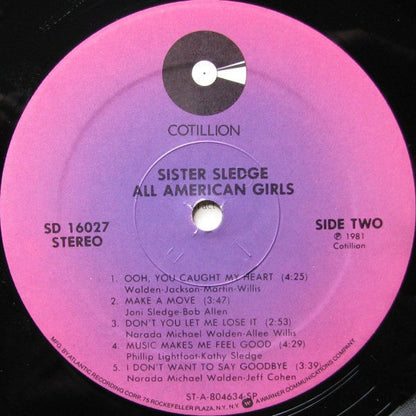 COTILLION
SISTER SLEDGE
ALL AMERICAN GIRLS
SD 16027
STEREO
SIDE TWO
℗ 1981
Cotillion
1. OOH, YOU CAUGHT MY HEART (4:25)
Walden-Jackson-Martin-Willis
2. MAKE A MOVE (3:47)
Joni Sledge-Bob Allen
3. DON'T YOU LET ME LOSE IT (2:53)
Narada Michael Walden-Allee Willis
4. MUSIC MAKES ME FEEL GOOD (4:29)
Phillip Lightfoot-Kathy Sledge
5. I DON'T WANT TO SAY GOODBYE (3:39)
Narada Michael Walden-Jeff Cohen
ST-A-804634-SP
MFG. BY ATLANTIC RECORDING CORP. 75 ROCKEFELLER PLAZA, N.Y., N.Y. A WARNER COMMUNICATIONS COMPANY